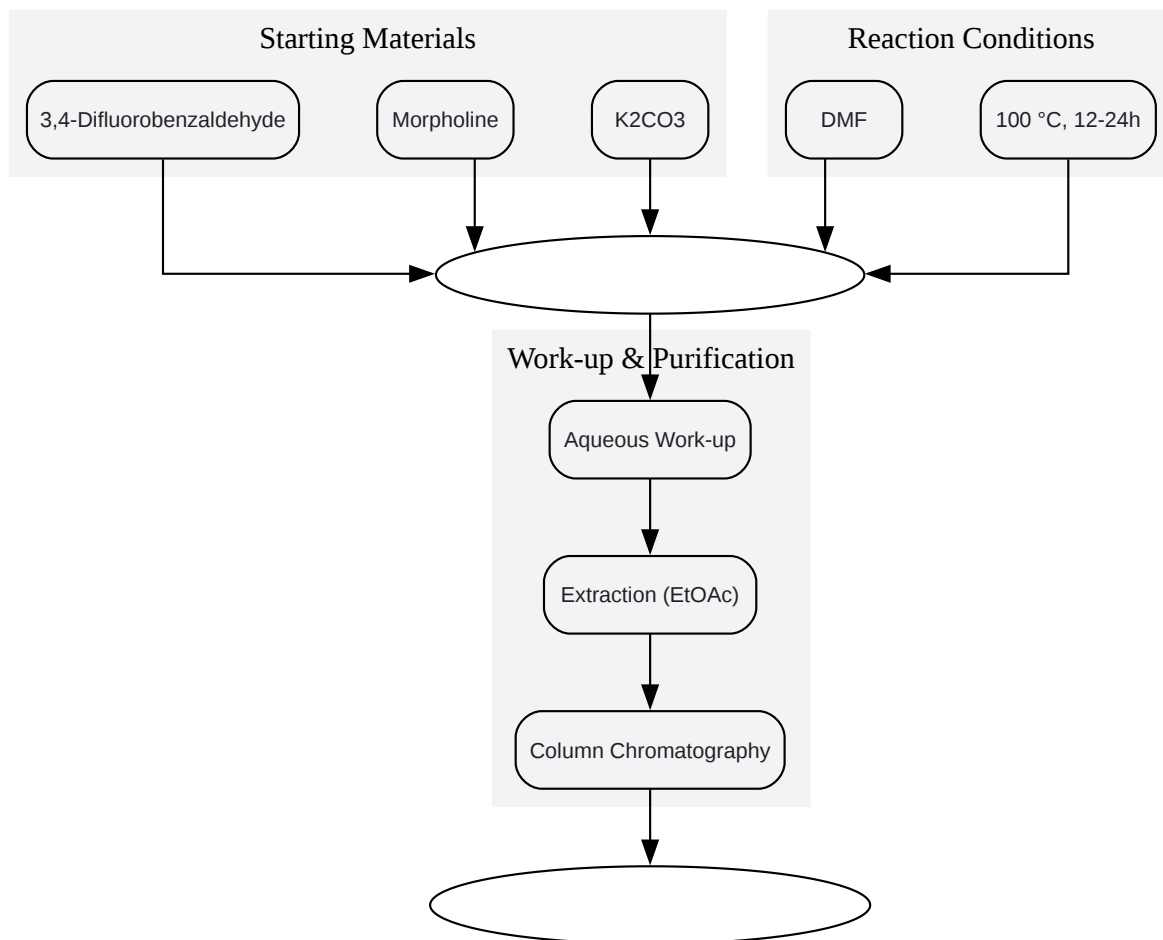 Starting Materials
Reaction Conditions
3,4-Difluorobenzaldehyde
Morpholine
K2CO3
DMF
100 °C, 12-24h
Work-up & Purification
Aqueous Work-up
Extraction (EtOAc)
Column Chromatography